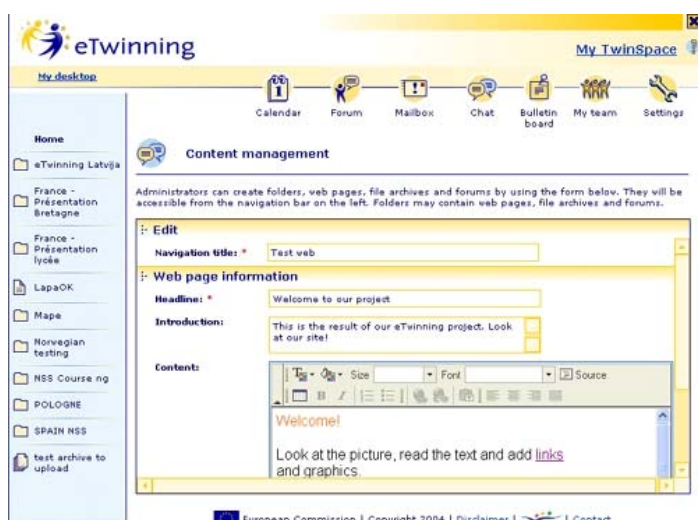 eTwinning
My TwinSpace
My desktop
Calendar
Forum
Mailbox
Chat
Bulletin
board
My team
Settings
Home
eTwinning Latvija
France -
Présentation
Bretagne
France -
Présentation
lycée
LapaOK
Mape
Norwegian
testing
NSS Course ng
POLOGNE
SPAIN NSS
test archive to
upload
Content management
Administrators can create folders, web pages, file archives and forums by using the form below. They will be
accessible from the navigation bar on the left. Folders may contain web pages, file archives and forums.
Edit
Navigation title: *
Test web
Web page information
Headline: *
Welcome to our project
Introduction:
This is the result of our eTwinning project. Look
at our site!
Content:
Size
Font
Source
B I
Welcome!
Look at the picture, read the text and add links
and graphics.
European Commission | Copyright 2004 | Disclaimer | | Contact